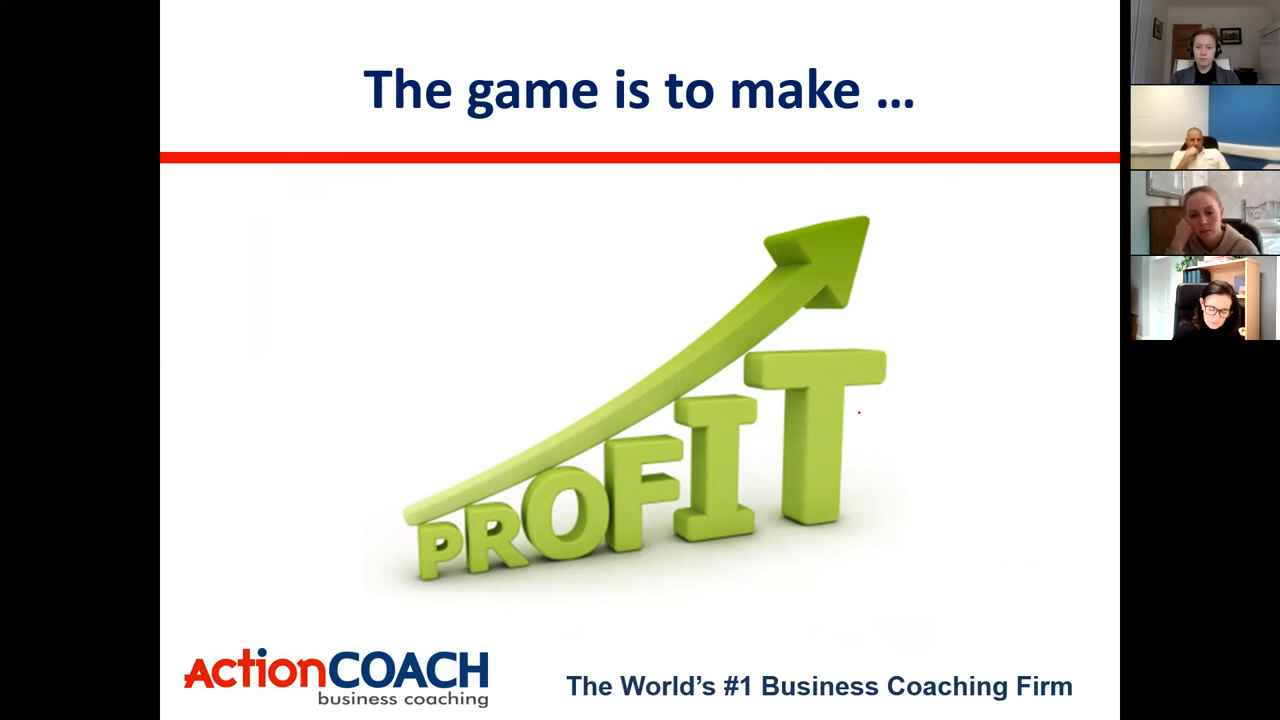 The game is to make ...
PROFIT
ActionCOACH
business coaching
The World's #1 Business Coaching Firm